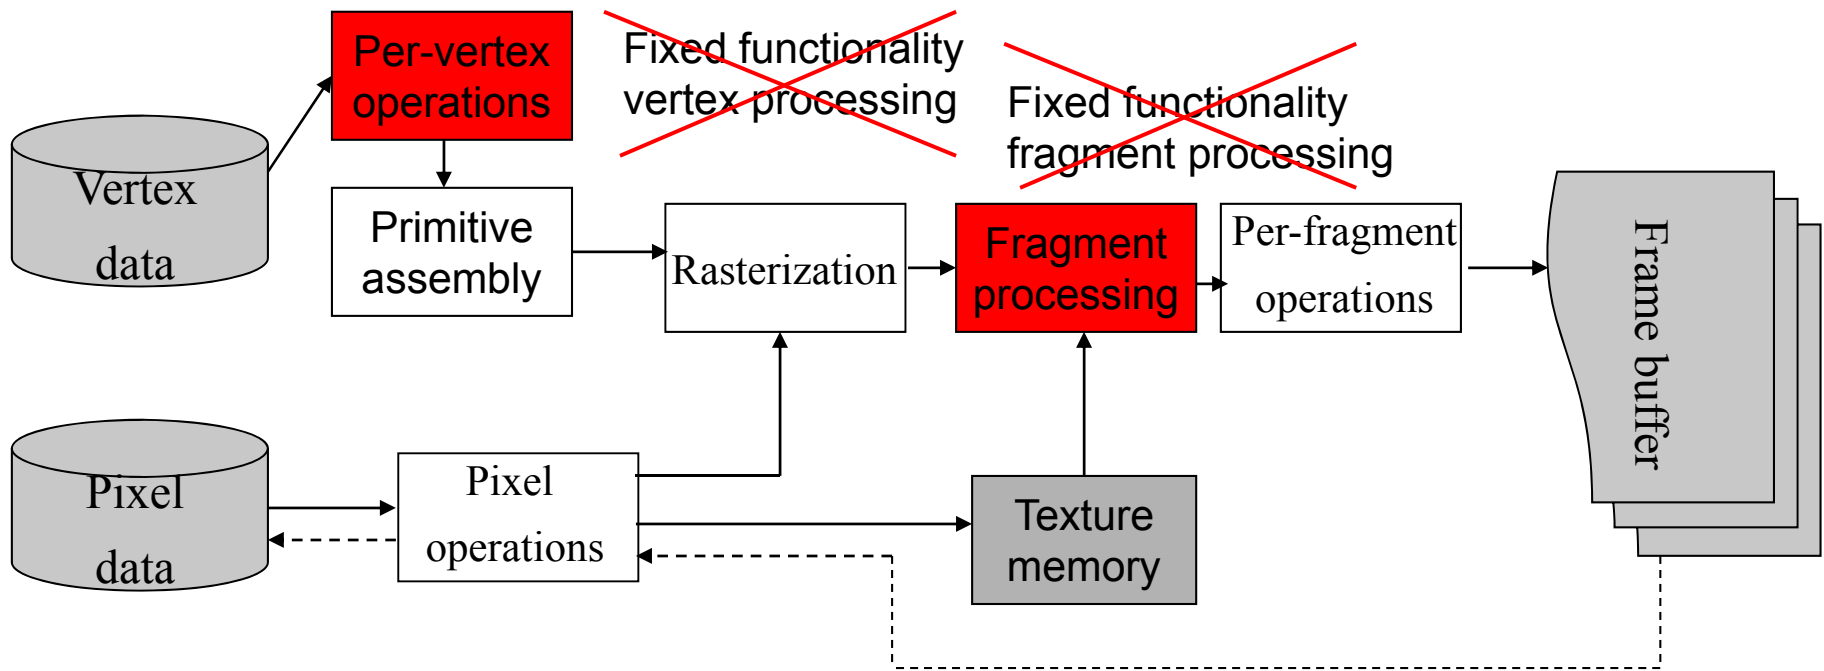 Per-vertex
operations
Fixed functionality
vertex processing
Fixed functionality
fragment processing
Vertex
data
Primitive
assembly
Rasterization
Fragment
processing
Per-fragment
operations
Frame buffer
Pixel
data
Pixel
operations
Texture
memory